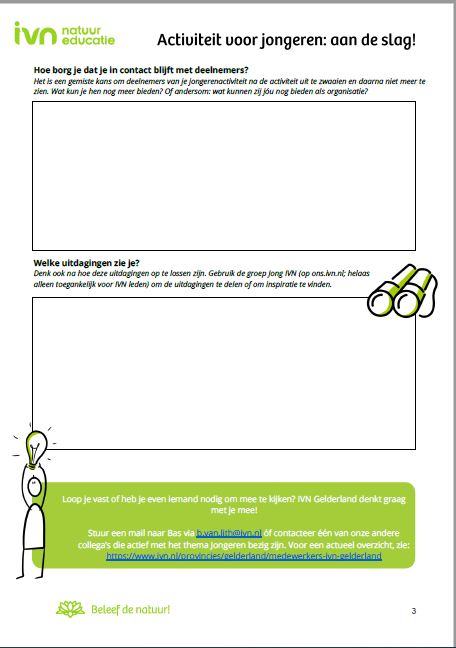 ivn natuur
educatie
Activiteit voor jongeren: aan de slag!
Hoe borg je dat je in contact blijft met deelnemers?
Het is een gemiste kans om deelnemers van je jongerenactiviteit na de activiteit uit te zwaaien en daarna niet meer te
zien. Wat kun je hen nog meer bieden? Of andersom: wat kunnen zij jóu nog bieden als organisatie?
Welke uitdagingen zie je?
Denk ook na hoe deze uitdagingen op te lossen zijn. Gebruik de groep Jong IVN (op ons.ivn.nl; helaas
alleen toegankelijk voor IVN leden) om de uitdagingen te delen of om inspiratie te vinden.
Loop je vast of heb je even iemand nodig om mee te kijken? IVN Gelderland denkt graag
met je mee!
Stuur een mail naar Bas via b.van.lith@ivn.nl óf contacteer één van onze andere
collega's die actief met het thema jongeren bezig zijn. Voor een actueel overzicht, zie:
https://www.ivn.nl/provincies/gelderland/medewerkers-ivn-gelderland
Beleef de natuur!
3